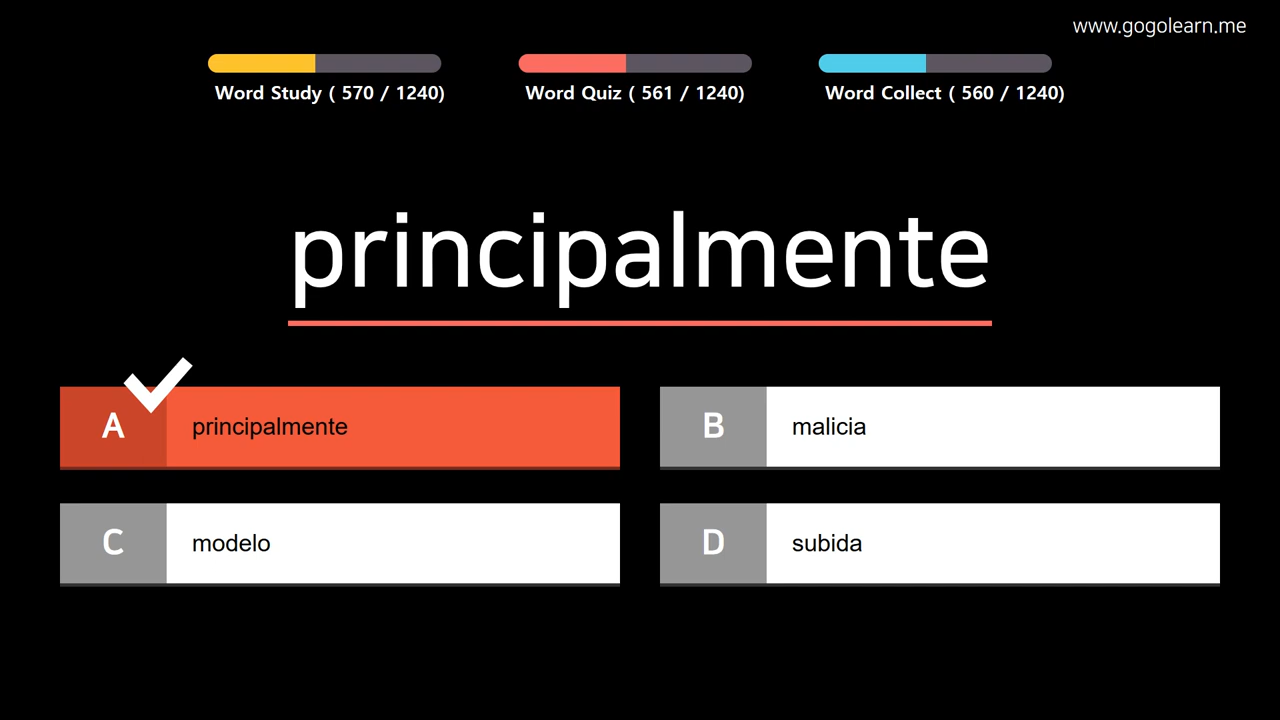 www.gogolearn.me
Word Study ( 570 / 1240)
Word Quiz ( 561 / 1240)
Word Collect ( 560 / 1240)
principalmente
A principalmente
B malicia
C modelo
D subida